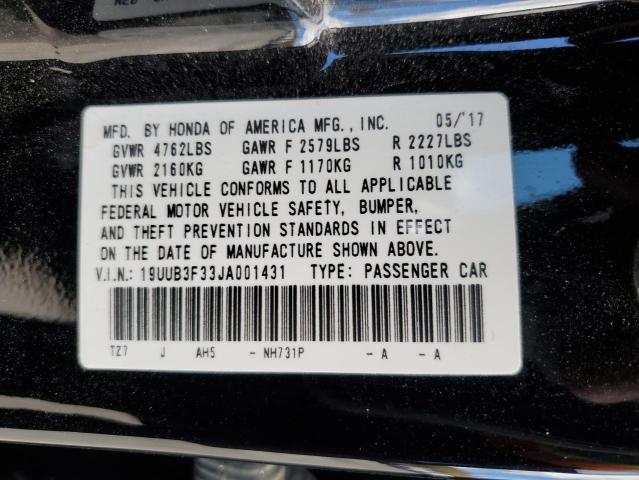 MFD. BY HONDA OF AMERICA MFG., INC. 05/'17
GVWR 4762LBS GAWR F 2579LBS R 2227LBS
GVWR 2160KG GAWR F 1170KG R 1010KG
THIS VEHICLE CONFORMS TO ALL APPLICABLE
FEDERAL MOTOR VEHICLE SAFETY, BUMPER,
AND THEFT PREVENTION STANDARDS IN EFFECT
ON THE DATE OF MANUFACTURE SHOWN ABOVE.
V.I.N.: 19UUB3F33JA001431 TYPE: PASSENGER CAR
TZ7 J AH5 - NH731P - A - A